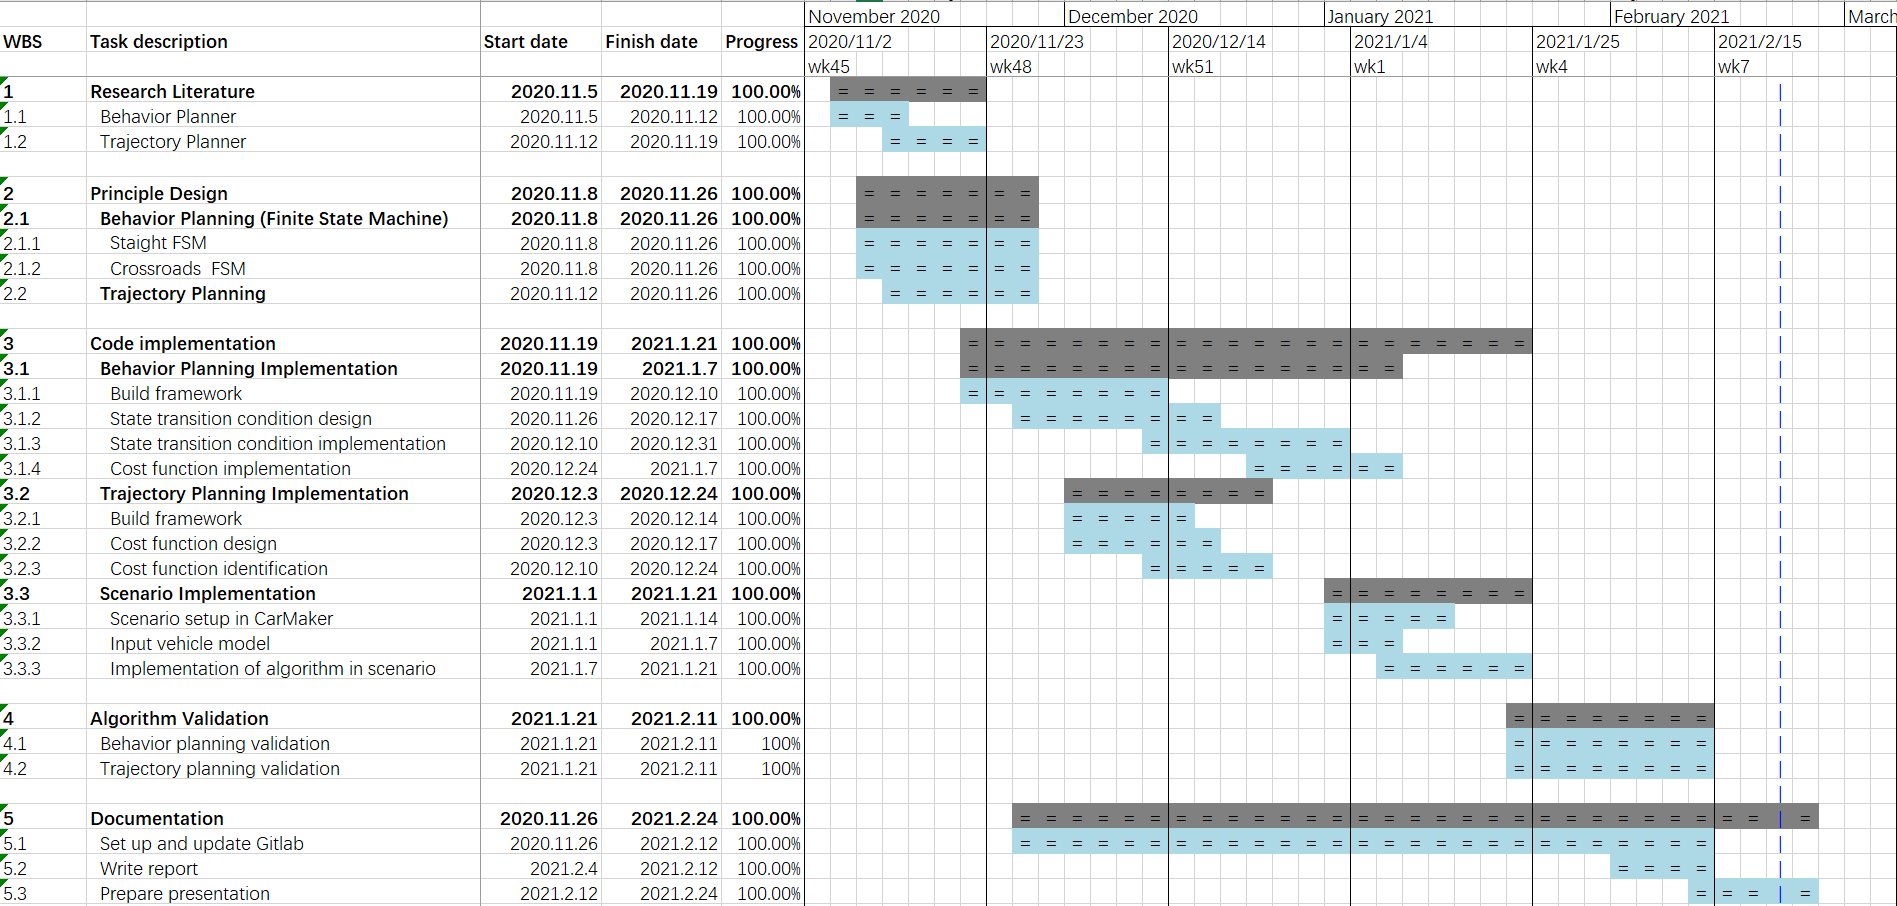 November 2020 December 2020 January 2021 February 2021 March
WBS Task description Start date Finish date Progress 2020/11/2 2020/11/23 2020/12/14 2021/1/4 2021/1/25 2021/2/15
wk45 wk48 wk51 wk1 wk4 wk7
1 Research Literature 2020.11.5 2020.11.19 100.00% = = = = = =
1.1 Behavior Planner 2020.11.5 2020.11.12 100.00% = = =
1.2 Trajectory Planner 2020.11.12 2020.11.19 100.00% = = = =
2 Principle Design 2020.11.8 2020.11.26 100.00% = = = = = = =
2.1 Behavior Planning (Finite State Machine) 2020.11.8 2020.11.26 100.00% = = = = = = =
2.1.1 Staight FSM 2020.11.8 2020.11.26 100.00% = = = = = = =
2.1.2 Crossroads FSM 2020.11.8 2020.11.26 100.00% = = = = = = =
2.2 Trajectory Planning 2020.11.12 2020.11.26 100.00% = = = = = =
3 Code implementation 2020.11.19 2021.1.21 100.00% = = = = = = = = = = = = = = = = = = = = = =
3.1 Behavior Planning Implementation 2020.11.19 2021.1.7 100.00% = = = = = = = = = = = = = = = = =
3.1.1 Build framework 2020.11.19 2020.12.10 100.00% = = = = = = = =
3.1.2 State transition condition design 2020.11.26 2020.12.17 100.00% = = = = = = = =
3.1.3 State transition condition implementation 2020.12.10 2020.12.31 100.00% = = = = = = = =
3.1.4 Cost function implementation 2020.12.24 2021.1.7 100.00% = = = = = =
3.2 Trajectory Planning Implementation 2020.12.3 2020.12.24 100.00% = = = = = = = =
3.2.1 Build framework 2020.12.3 2020.12.14 100.00% = = = = =
3.2.2 Cost function design 2020.12.3 2020.12.17 100.00% = = = = = =
3.2.3 Cost function identification 2020.12.10 2020.12.24 100.00% = = = = =
3.3 Scenario Implementation 2021.1.1 2021.1.21 100.00% = = = = = = = =
3.3.1 Scenario setup in CarMaker 2021.1.1 2021.1.14 100.00% = = = = =
3.3.2 Input vehicle model 2021.1.1 2021.1.7 100.00% = = =
3.3.3 Implementation of algorithm in scenario 2021.1.7 2021.1.21 100.00% = = = = = =
4 Algorithm Validation 2021.1.21 2021.2.11 100.00% = = = = = = = =
4.1 Behavior planning validation 2021.1.21 2021.2.11 100% = = = = = = = =
4.2 Trajectory planning validation 2021.1.21 2021.2.11 100% = = = = = = = =
5 Documentation 2020.11.26 2021.2.24 100.00% = = = = = = = = = = = = = = = = = = = = = = = = = = = = = =
5.1 Set up and update Gitlab 2020.11.26 2021.2.12 100.00% = = = = = = = = = = = = = = = = = = = = = = = = = = =
5.2 Write report 2021.2.4 2021.2.12 100.00% = = = =
5.3 Prepare presentation 2021.2.12 2021.2.24 100.00% = = = =